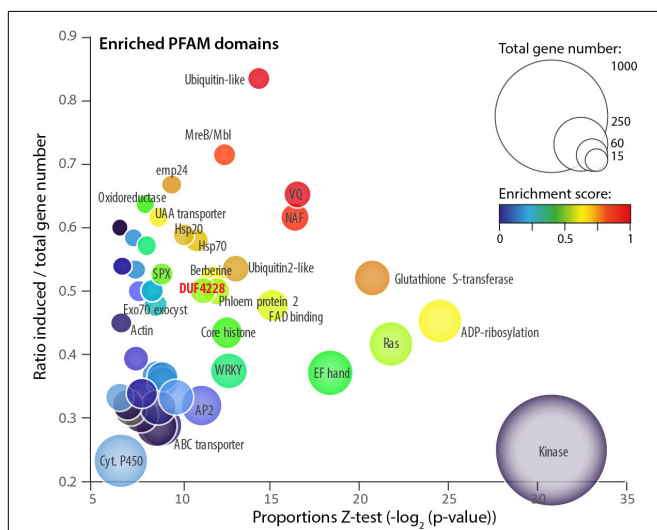 Enriched PFAM domains
Total gene number:
1000
250
60
15
Enrichment score:
0
0.5
1
Ratio induced / total gene number
0.9
0.8
0.7
0.6
0.5
0.4
0.3
0.2
Ubiquitin-like
MreB/Mbl
emp24
Oxidoreductase
VQ
UAA transporter
NAF
Hsp20
Hsp70
SPX
Berberine
Ubiquitin2-like
Glutathione S-transferase
DUF4228
Phloem protein 2
Exo70 exocyst
FAD binding
Actin
Core histone
ADP-ribosylation
Ras
WRKY
EF hand
AP2
ABC transporter
Cyt. P450
Kinase
5
10
15
20
25
30
35
Proportions Z-test (-log2 (p-value))